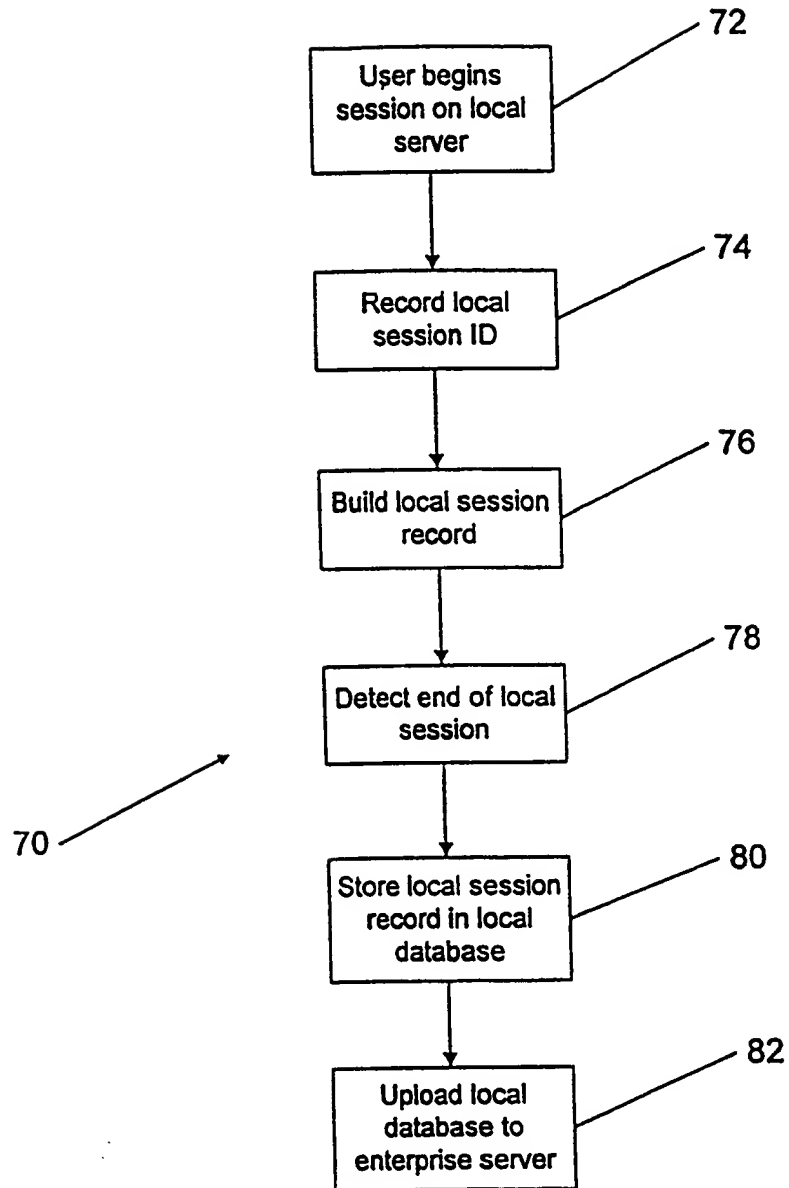 72
User begins
session on local
server
74
Record local
session ID
76
Build local session
record
78
Detect end of local
session
70
80
Store local session
record in local
database
82
Upload local
database to
enterprise server